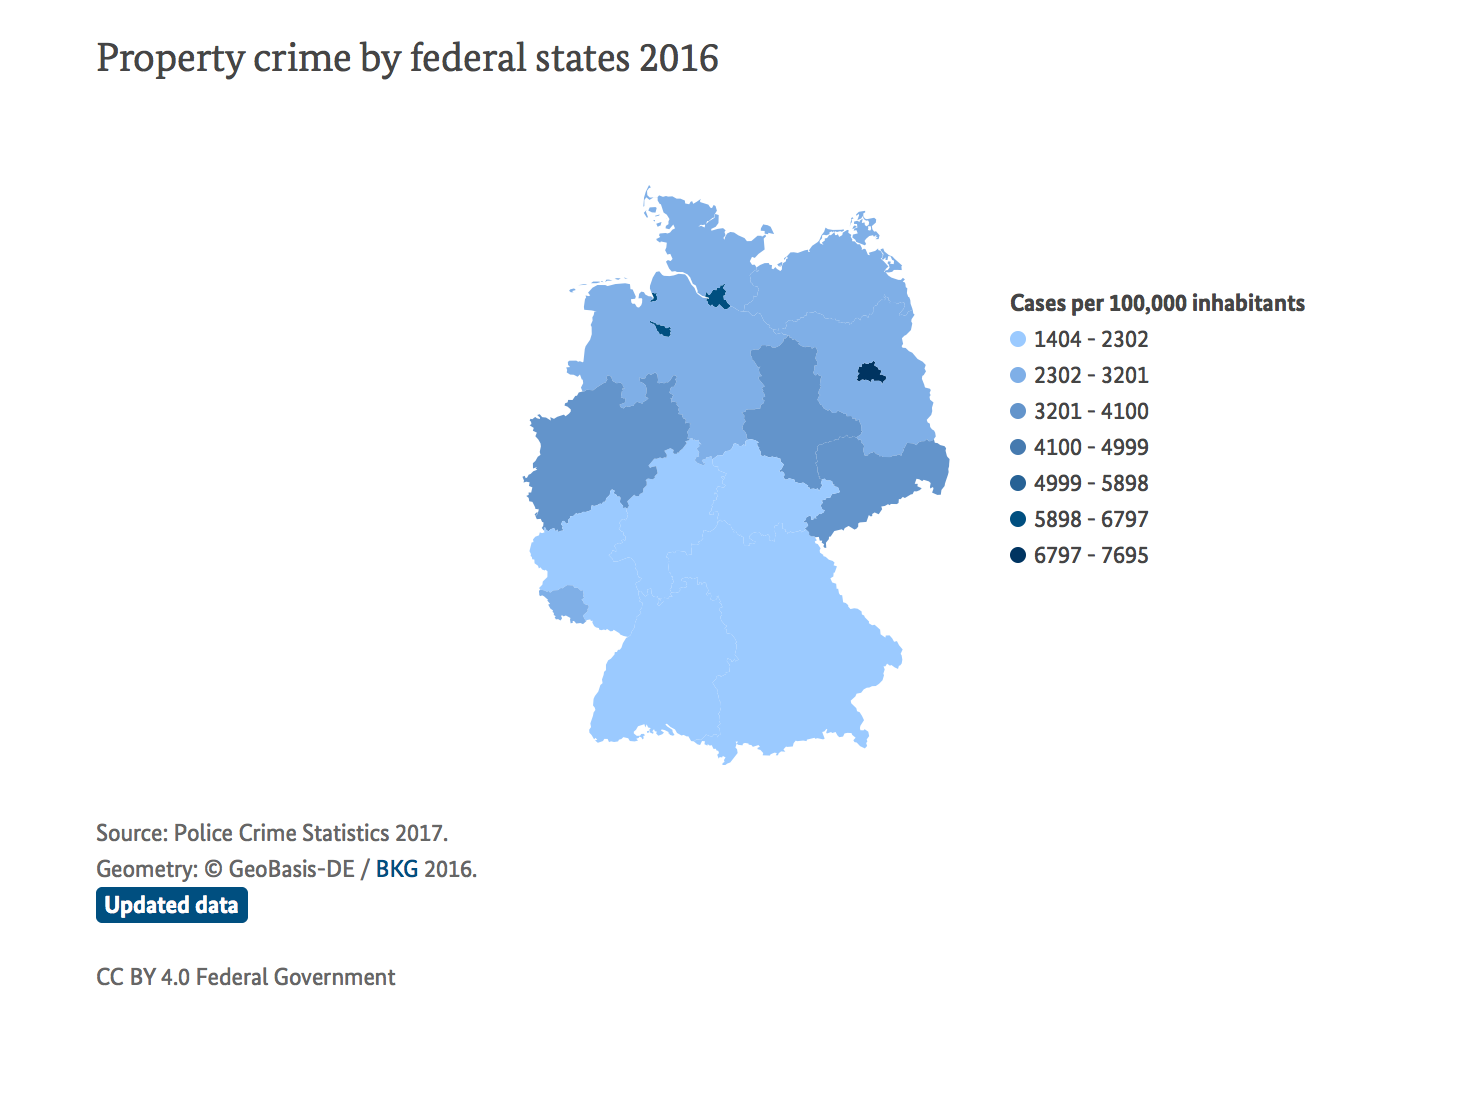 Property crime by federal states 2016
Cases per 100,000 inhabitants
1404 - 2302
2302 - 3201
3201 - 4100
4100 - 4999
4999 - 5898
5898 - 6797
6797 - 7695
Source: Police Crime Statistics 2017.
Geometry: © GeoBasis-DE / BKG 2016.
Updated data
CC BY 4.0 Federal Government